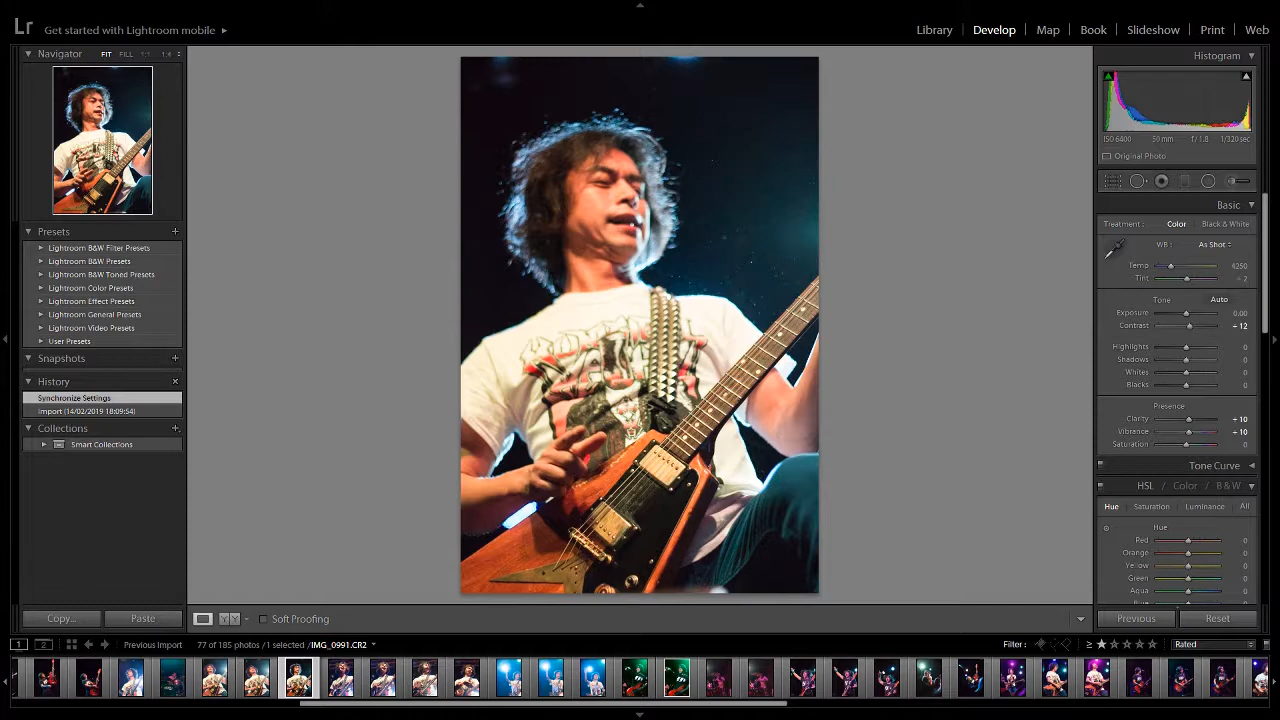 Lr Get started with Lightroom mobile
Library | Develop | Map | Book | Slideshow | Print | Web
Navigator FIT FILL 1:1
Histogram
ISO 6400 50 mm f / 1.8 1/320 sec
Original Photo
Presets +
Lightroom B&W Filter Presets
Lightroom B&W Presets
Lightroom B&W Toned Presets
Lightroom Color Presets
Lightroom Effect Presets
Lightroom General Presets
Lightroom Video Presets
User Presets
Snapshots +
History ×
Synchronize Settings
Import (14/02/2019 18:09:54)
Collections +
Smart Collections
Basic
Treatment : Color Black & White
WB : As Shot
Temp 4250
Tint - 2
Tone Auto
Exposure 0.00
Contrast + 12
Highlights 0
Shadows 0
Whites 0
Blacks 0
Presence
Clarity + 10
Vibrance + 10
Saturation 0
Tone Curve
HSL / Color / B & W
Hue Saturation Luminance All
Hue
Red 0
Orange 0
Yellow 0
Green 0
Aqua 0
Copy... Paste
Soft Proofing
Previous Reset
1 2 Previous Import 77 of 185 photos / 1 selected / IMG_0991.CR2
Filter : ≥ ★ Rated